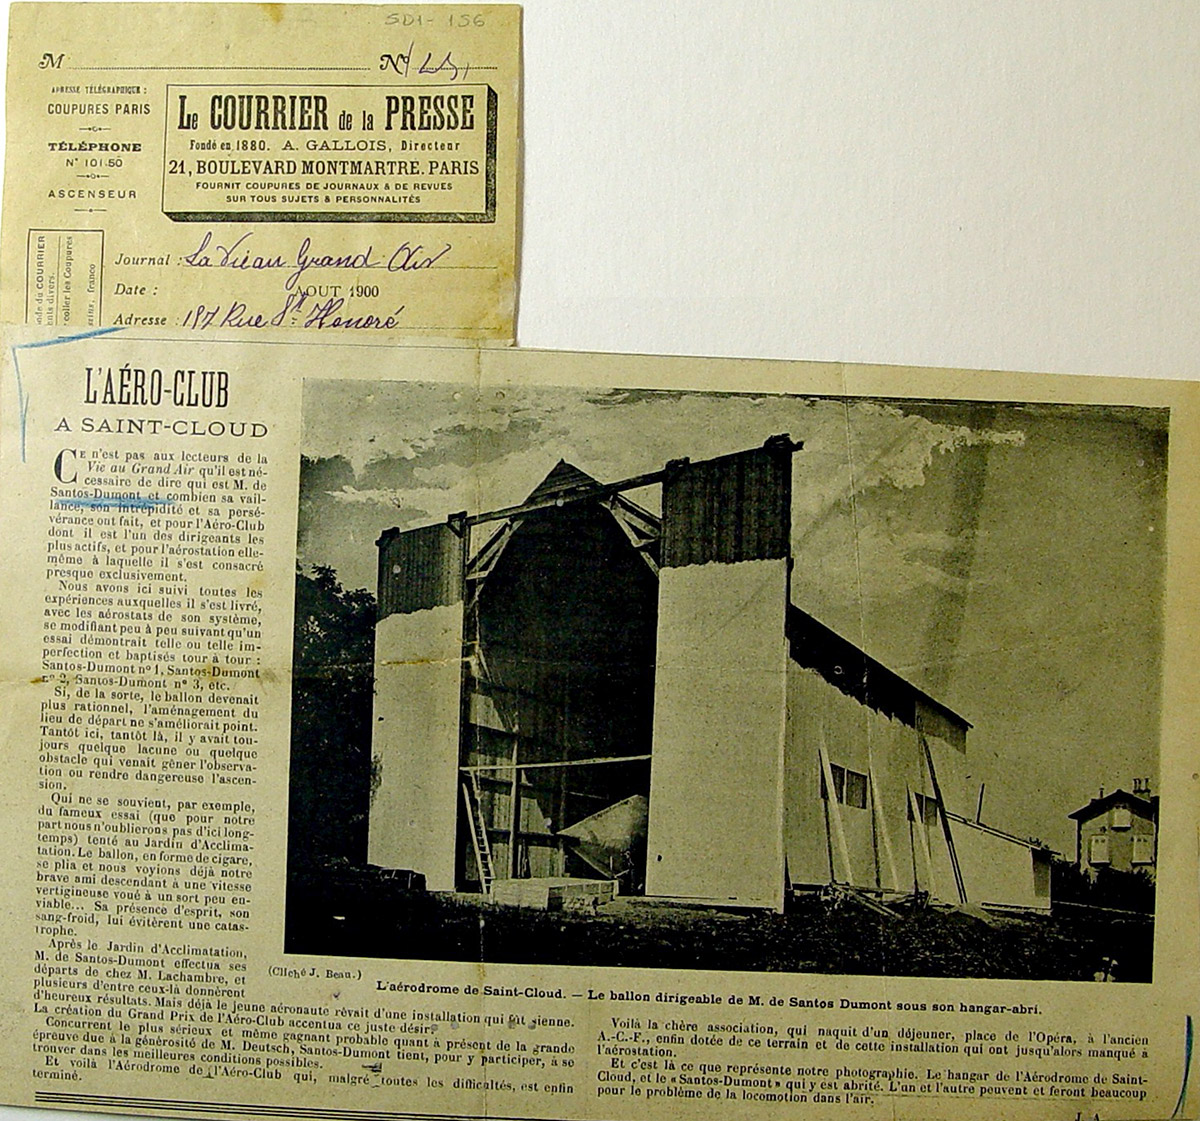 SD1-156
M
No
ADRESSE TÉLÉGRAPHIQUE :
COUPURES PARIS
TÉLÉPHONE
N° 101.50
ASCENSEUR
Le COURRIER de la PRESSE
Fondé en 1880. A. GALLOIS, Directeur
21, BOULEVARD MONTMARTRE. PARIS
FOURNIT COUPURES DE JOURNAUX & DE REVUES
SUR TOUS SUJETS & PERSONNALITÉS
du COURRIER
ents divers.
coller les Coupures
franco
Journal : La Vie au Grand Air
Date : AOUT 1900
Adresse : 187 Rue St Honoré
L'AÉRO-CLUB
A SAINT-CLOUD
CE n'est pas aux lecteurs de la
Vie au Grand Air qu'il est né-
cessaire de dire qui est M. de
Santos-Dumont et combien sa vail-
lance, son intrépidité et sa persé-
vérance ont fait, et pour l'Aéro-Club
dont il est l'un des dirigeants les
plus actifs, et pour l'aérostation elle-
même à laquelle il s'est consacré
presque exclusivement.
Nous avons ici suivi toutes les
expériences auxquelles il s'est livré,
avec les aérostats de son système,
se modifiant peu à peu suivant qu'un
essai démontrait telle ou telle im-
perfection et baptisés tour à tour :
Santos-Dumont n° 1, Santos-Dumont
n° 2, Santos-Dumont n° 3, etc.
Si, de la sorte, le ballon devenait
plus rationnel, l'aménagement du
lieu de départ ne s'améliorait point.
Tantôt ici, tantôt là, il y avait tou-
jours quelque lacune ou quelque
obstacle qui venait gêner l'observa-
tion ou rendre dangereuse l'ascen-
sion.
Qui ne se souvient, par exemple,
du fameux essai (que pour notre
part nous n'oublierons pas d'ici long-
temps) tenté au Jardin d'Acclima-
tation. Le ballon, en forme de cigare,
se plia et nous voyions déjà notre
brave ami descendant à une vitesse
vertigineuse voué à un sort peu en-
viable... Sa présence d'esprit, son
sang-froid, lui évitèrent une catas-
trophe.
Après le Jardin d'Acclimatation,
M. de Santos-Dumont effectua ses
départs de chez M. Lachambre, et
plusieurs d'entre ceux-là donnèrent
d'heureux résultats. Mais déjà le jeune aéronaute rêvait d'une installation qui fût sienne.
La création du Grand Prix de l'Aéro-Club accentua ce juste désir.
Concurrent le plus sérieux et même gagnant probable quant à présent de la grande
épreuve due à la générosité de M. Deutsch, Santos-Dumont tient, pour y participer, à se
trouver dans les meilleures conditions possibles.
Et voilà l'Aérodrome de l'Aéro-Club qui, malgré toutes les difficultés, est enfin
terminé.
(Cliché J. Beau.)
L'aérodrome de Saint-Cloud. — Le ballon dirigeable de M. de Santos Dumont sous son hangar-abri.
Voilà la chère association, qui naquit d'un déjeuner, place de l'Opéra, à l'ancien
A.-C.-F., enfin dotée de ce terrain et de cette installation qui ont jusqu'alors manqué à
l'aérostation.
Et c'est là ce que représente notre photographie. Le hangar de l'Aérodrome de Saint-
Cloud, et le « Santos-Dumont » qui y est abrité. L'un et l'autre peuvent et feront beaucoup
pour le problème de la locomotion dans l'air.
J. A.